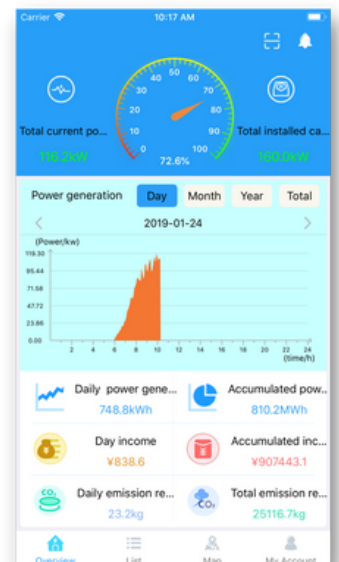 Carrier 10:17 AM
50
40 60
30 70
20 80
10 90
0 100
72.6%
Total current po... Total installed ca...
116.2kW 160.0kW
Power generation Day Month Year Total
2019-01-24
(Power/kw)
119.30
95.44
71.58
47.72
23.86
0.00
2 4 6 8 10 12 14 16 18 20 22 24
(time/h)
Daily power gene... Accumulated pow...
748.8kWh 810.2MWh
Day income Accumulated inc...
¥838.6 ¥907443.1
Daily emission re... Total emission re...
23.2kg 25116.7kg
Overview List Map My Account